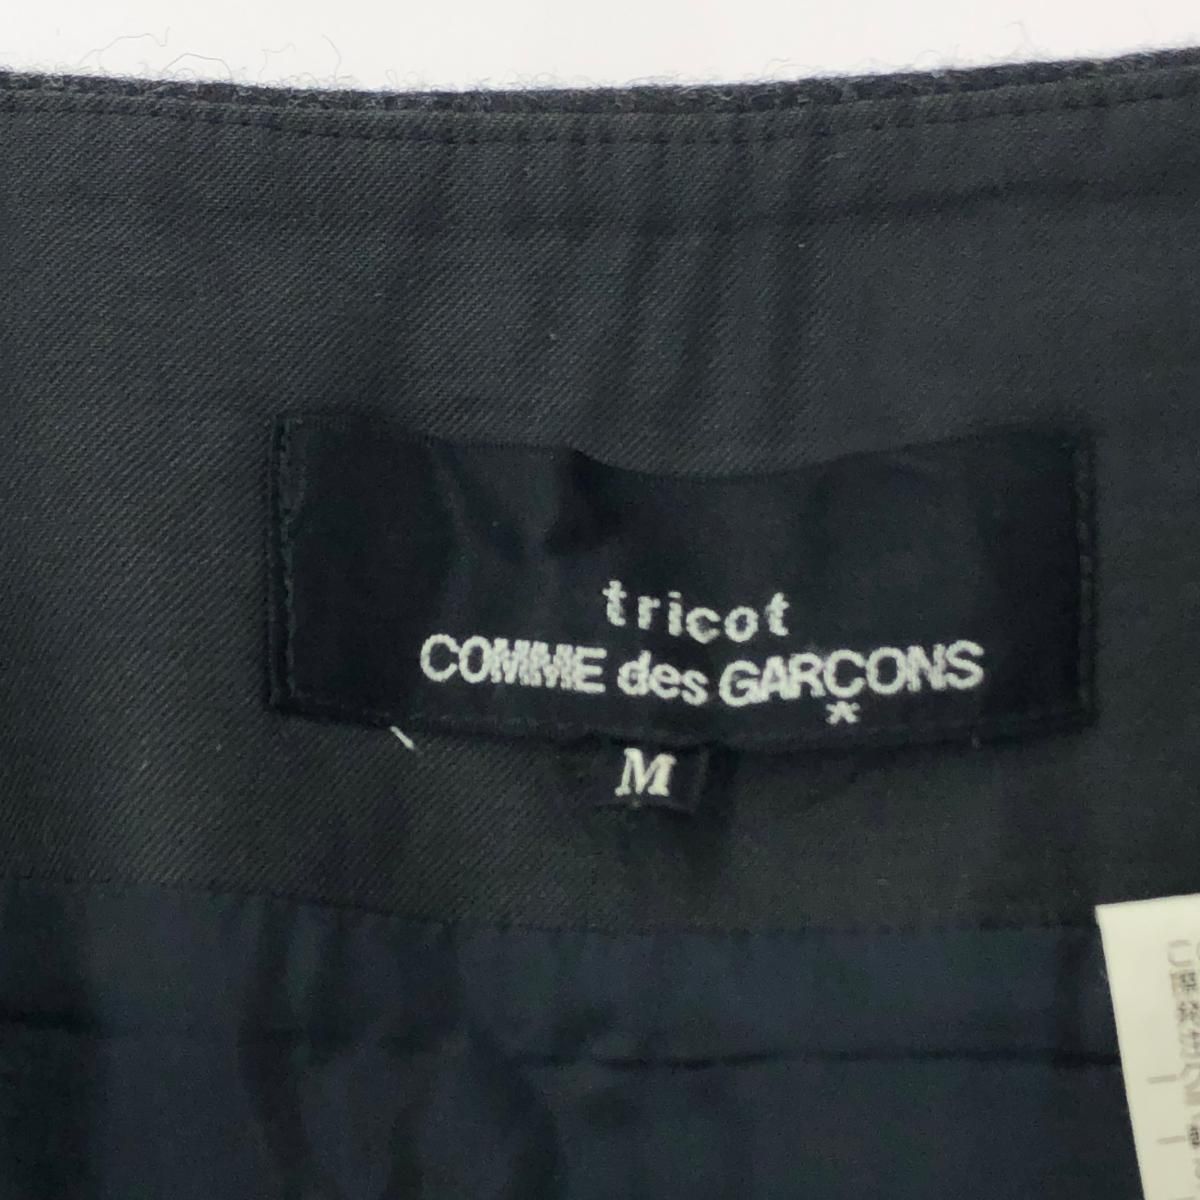 tricot
COMME des GARÇONS
*
M